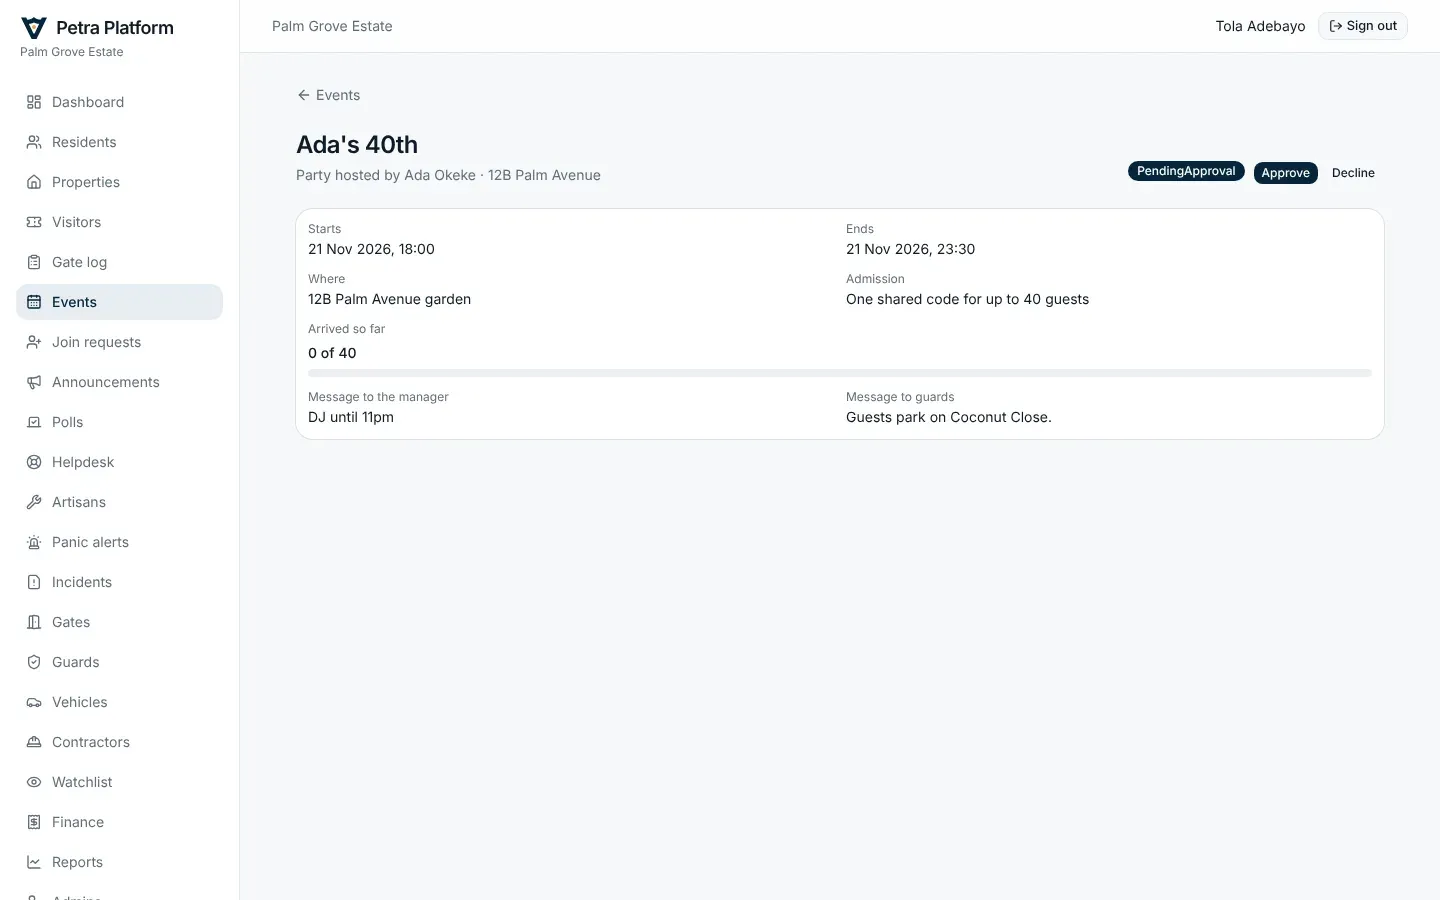 Petra Platform
Palm Grove Estate
Dashboard
Residents
Properties
Visitors
Gate log
Events
Join requests
Announcements
Polls
Helpdesk
Artisans
Panic alerts
Incidents
Gates
Guards
Vehicles
Contractors
Watchlist
Finance
Reports
Palm Grove Estate
Tola Adebayo
Sign out
Events
Ada's 40th
Party hosted by Ada Okeke · 12B Palm Avenue
PendingApproval
Approve
Decline
Starts
21 Nov 2026, 18:00
Ends
21 Nov 2026, 23:30
Where
12B Palm Avenue garden
Admission
One shared code for up to 40 guests
Arrived so far
0 of 40
Message to the manager
DJ until 11pm
Message to guards
Guests park on Coconut Close.